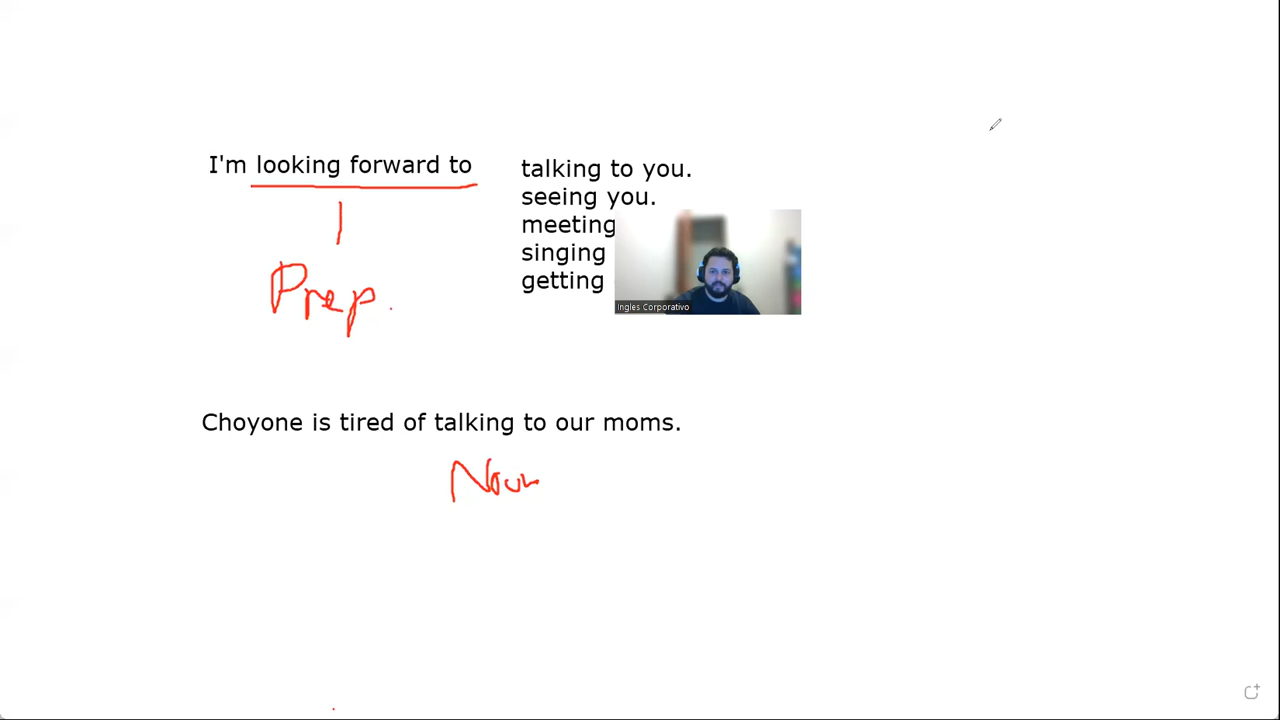 I'm looking forward to
talking to you.
seeing you.
meeting
singing
getting
Prep.
Ingles Corporativo
Choyone is tired of talking to our moms.
Noun